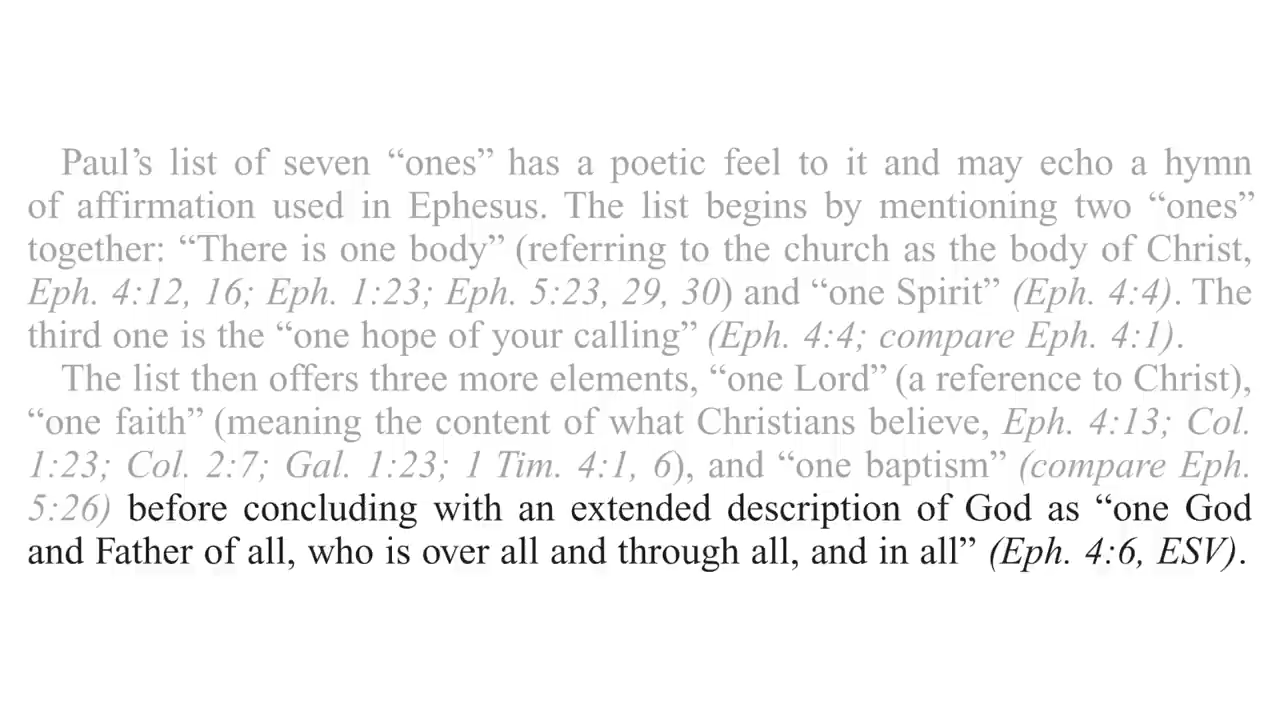 Paul’s list of seven “ones” has a poetic feel to it and may echo a hymn
of affirmation used in Ephesus. The list begins by mentioning two “ones”
together: “There is one body” (referring to the church as the body of Christ,
Eph. 4:12, 16; Eph. 1:23; Eph. 5:23, 29, 30) and “one Spirit” (Eph. 4:4). The
third one is the “one hope of your calling” (Eph. 4:4; compare Eph. 4:1).
The list then offers three more elements, “one Lord” (a reference to Christ),
“one faith” (meaning the content of what Christians believe, Eph. 4:13; Col.
1:23; Col. 2:7; Gal. 1:23; 1 Tim. 4:1, 6), and “one baptism” (compare Eph.
5:26) before concluding with an extended description of God as “one God
and Father of all, who is over all and through all, and in all” (Eph. 4:6, ESV).